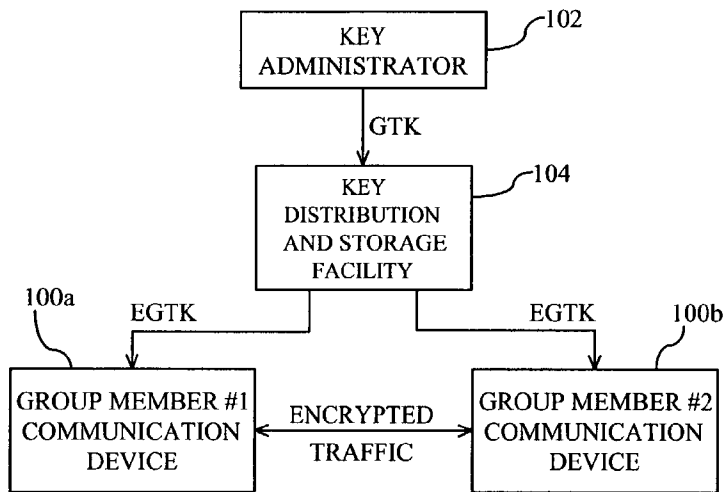 KEY
ADMINISTRATOR
102
GTK
KEY
DISTRIBUTION
AND STORAGE
FACILITY
104
100a
EGTK
EGTK
100b
GROUP MEMBER #1
COMMUNICATION
DEVICE
ENCRYPTED
TRAFFIC
GROUP MEMBER #2
COMMUNICATION
DEVICE